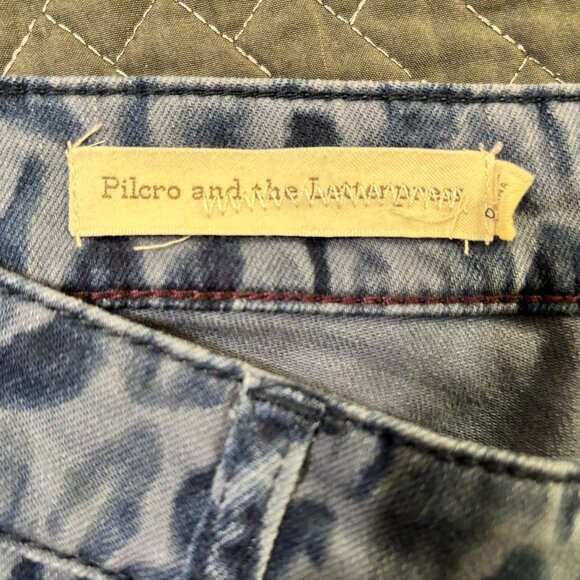 Pilcro and the Letterpress